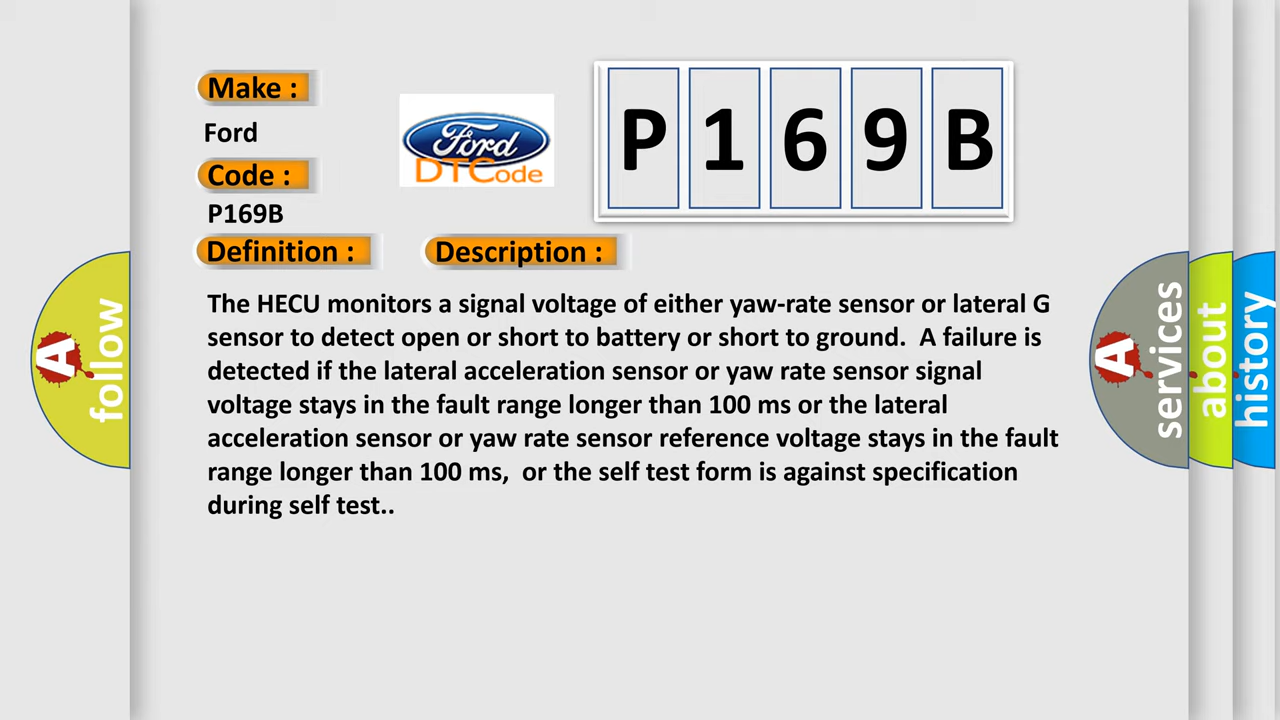 Make :
Ford
Code :
P169B
Definition :
Description :
Ford
DTCode
P 1 6 9 B
The HECU monitors a signal voltage of either yaw-rate sensor or lateral G
sensor to detect open or short to battery or short to ground  A failure is
detected if the lateral acceleration sensor or yaw rate sensor signal
voltage stays in the fault range longer than 100 ms or the lateral
acceleration sensor or yaw rate sensor reference voltage stays in the fault
range longer than 100 ms,  or the self test form is against specification
during self test..
A
follow
A
services
about
history